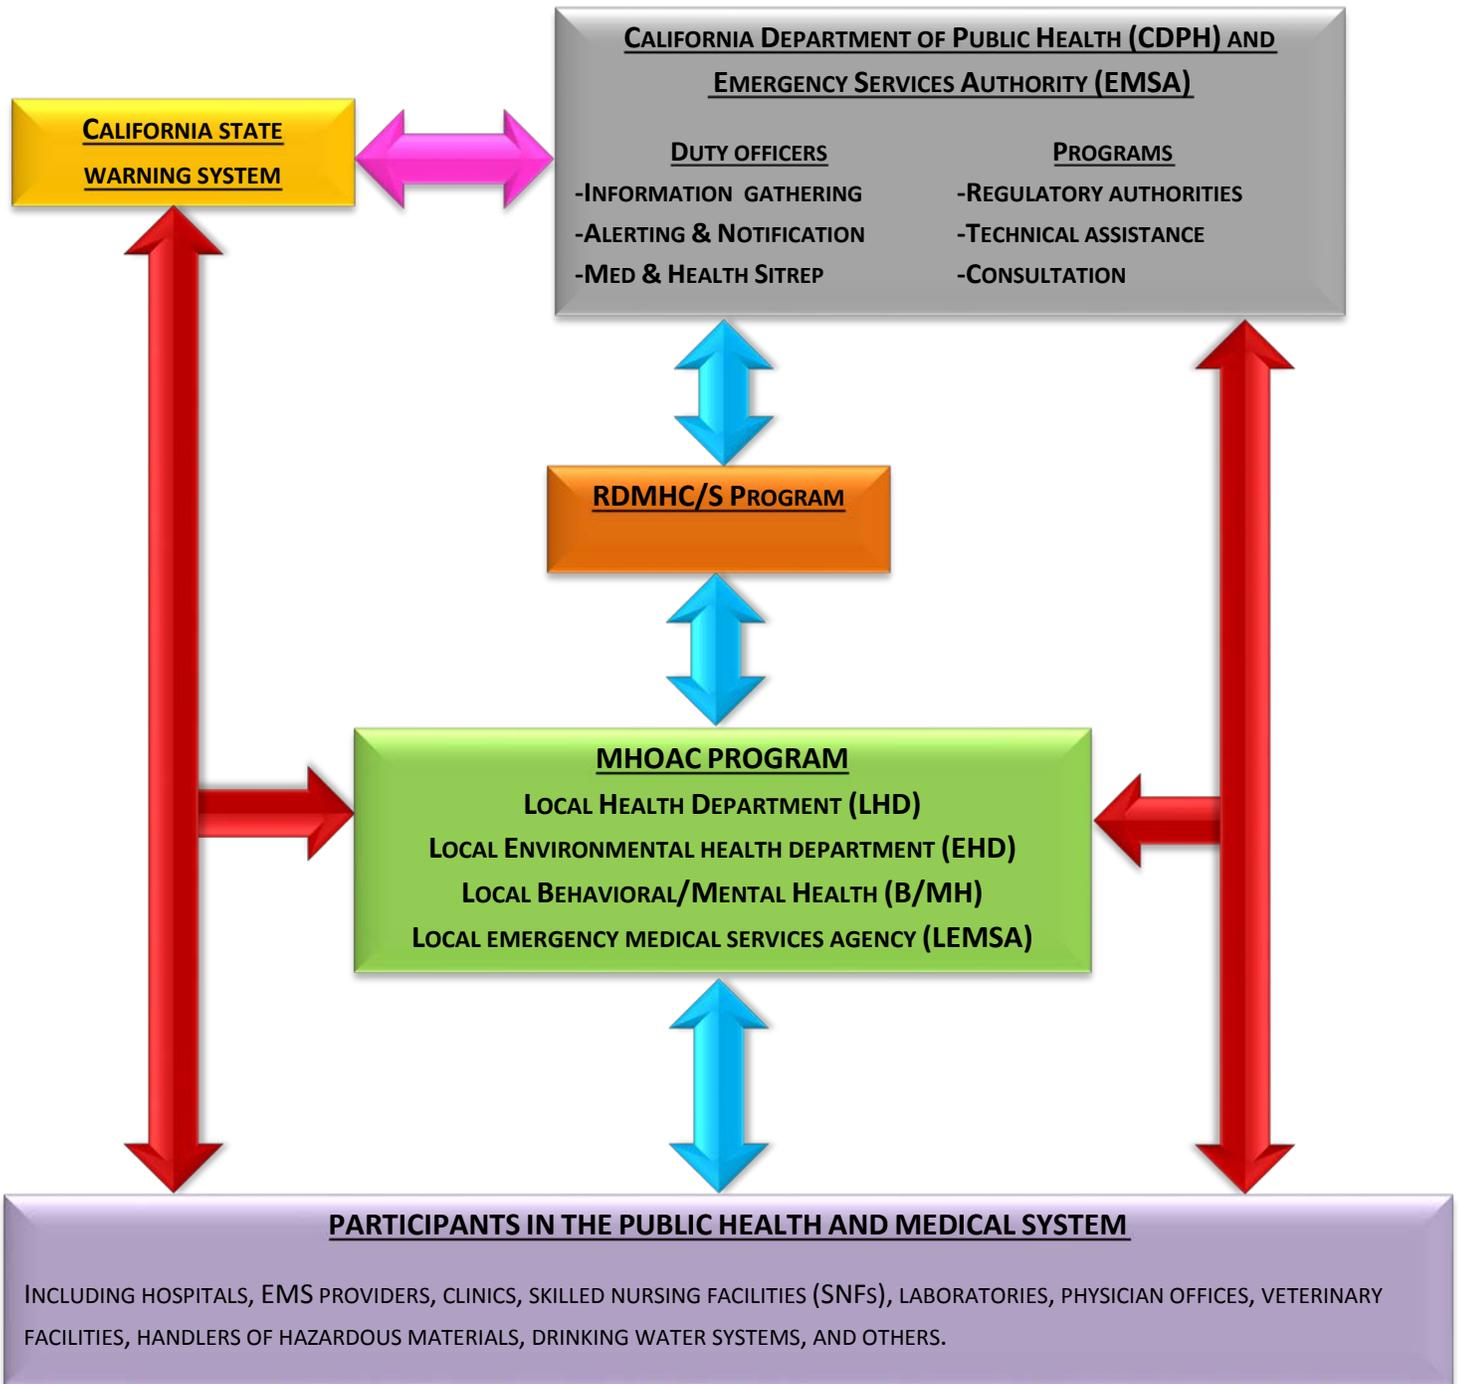 CALIFORNIA DEPARTMENT OF PUBLIC HEALTH (CDPH) AND
EMERGENCY SERVICES AUTHORITY (EMSA)
CALIFORNIA STATE
WARNING SYSTEM
DUTY OFFICERS
-INFORMATION GATHERING
-ALERTING & NOTIFICATION
-MED & HEALTH SITREP
PROGRAMS
-REGULATORY AUTHORITIES
-TECHNICAL ASSISTANCE
-CONSULTATION
RDMHC/S PROGRAM
MHOAC PROGRAM
LOCAL HEALTH DEPARTMENT (LHD)
LOCAL ENVIRONMENTAL HEALTH DEPARTMENT (EHD)
LOCAL BEHAVIORAL/MENTAL HEALTH (B/MH)
LOCAL EMERGENCY MEDICAL SERVICES AGENCY (LEMSA)
PARTICIPANTS IN THE PUBLIC HEALTH AND MEDICAL SYSTEM
INCLUDING HOSPITALS, EMS PROVIDERS, CLINICS, SKILLED NURSING FACILITIES (SNFS), LABORATORIES, PHYSICIAN OFFICES, VETERINARY
FACILITIES, HANDLERS OF HAZARDOUS MATERIALS, DRINKING WATER SYSTEMS, AND OTHERS.